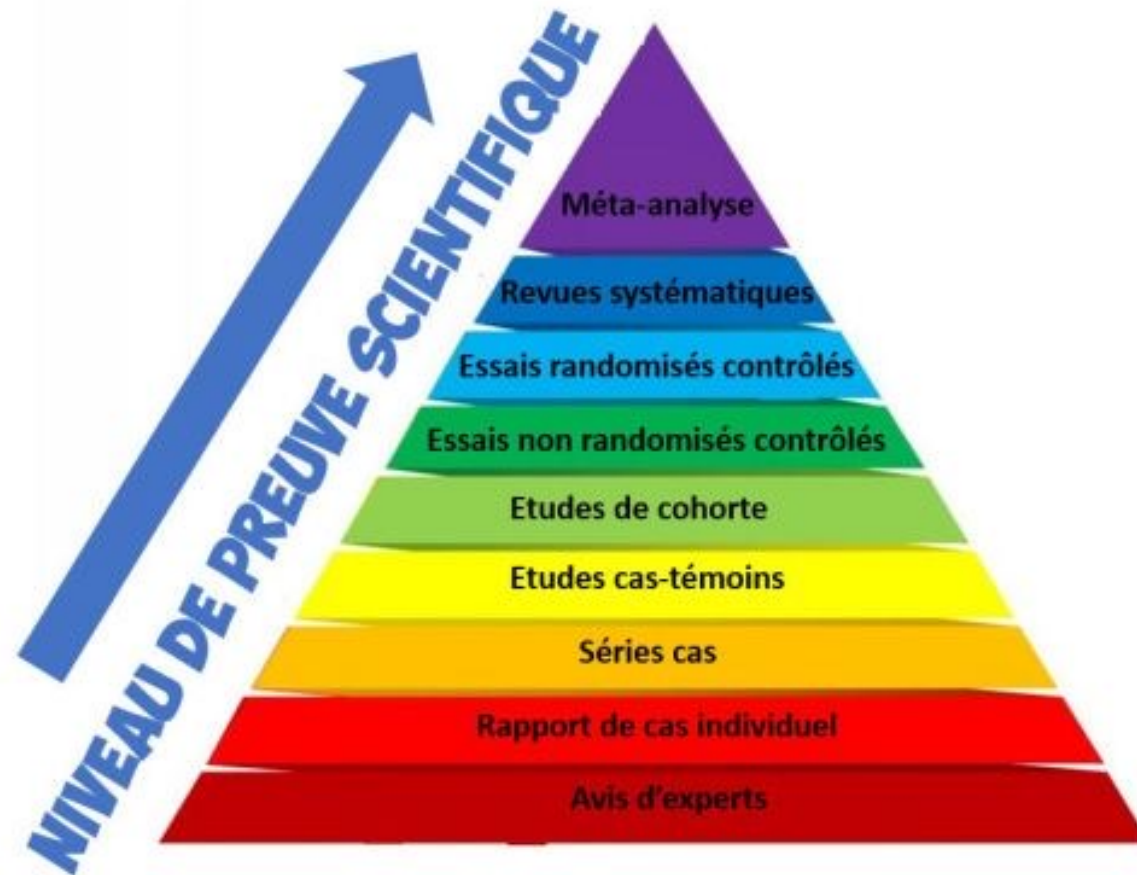 NIVEAU DE PREUVE SCIENTIFIQUE
Méta-analyse
Revues systématiques
Essais randomisés contrôlés
Essais non randomisés contrôlés
Etudes de cohorte
Etudes cas-témoins
Séries cas
Rapport de cas individuel
Avis d'experts